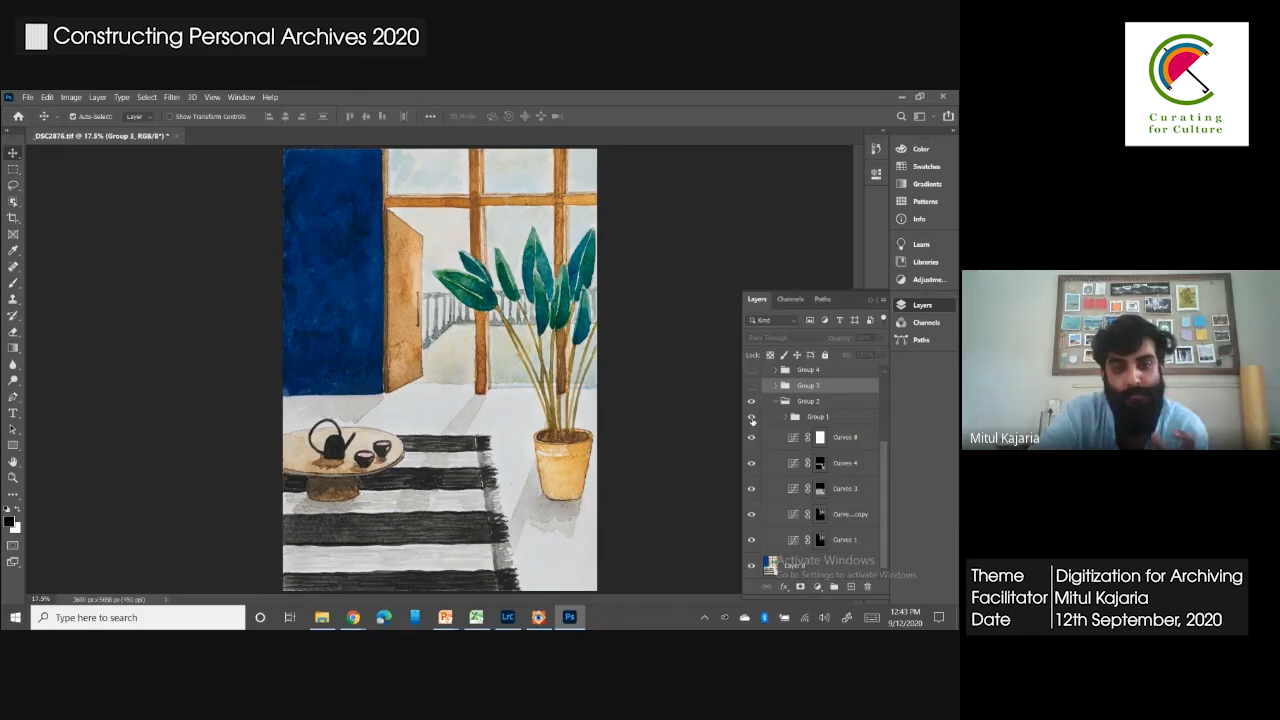 Constructing Personal Archives 2020
Curating
for Culture
File Edit Image Layer Type Select Filter 3D View Window Help
Auto-Select: Layer Show Transform Controls 3D Mode:
_DSC2876.tif @ 17.5% (Group 3, RGB/8*) *
Color
Swatches
Gradients
Patterns
Info
Learn
Libraries
Adjustme...
Layers
Channels
Paths
Layers Channels Paths
Kind
Pass Through Opacity:
Lock: Fill:
Group 4
Group 3
Group 2
Group 1
Curves 8
Curves 4
Curves 3
Curve...copy
Curves 1
Layer 0
Activate Windows
Go to Settings to activate Windows.
17.5%
Type here to search
12:43 PM
9/12/2020
Mitul Kajaria
Theme Digitization for Archiving
Facilitator Mitul Kajaria
Date 12th September, 2020